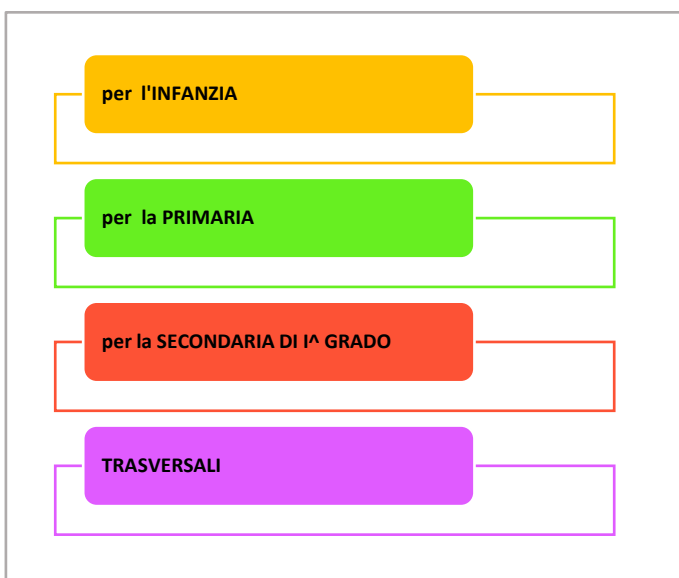 per l'INFANZIA
per la PRIMARIA
per la SECONDARIA DI I^ GRADO
TRASVERSALI